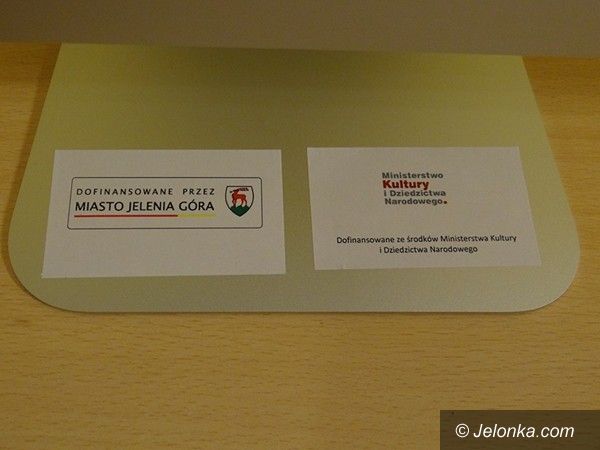 DOFINANSOWANE PRZEZ
MIASTO JELENIA GÓRA
Ministerstwo
Kultury
i Dziedzictwa
Narodowego.
Dofinansowane ze środków Ministerstwa Kultury
i Dziedzictwa Narodowego
© Jelonka.com